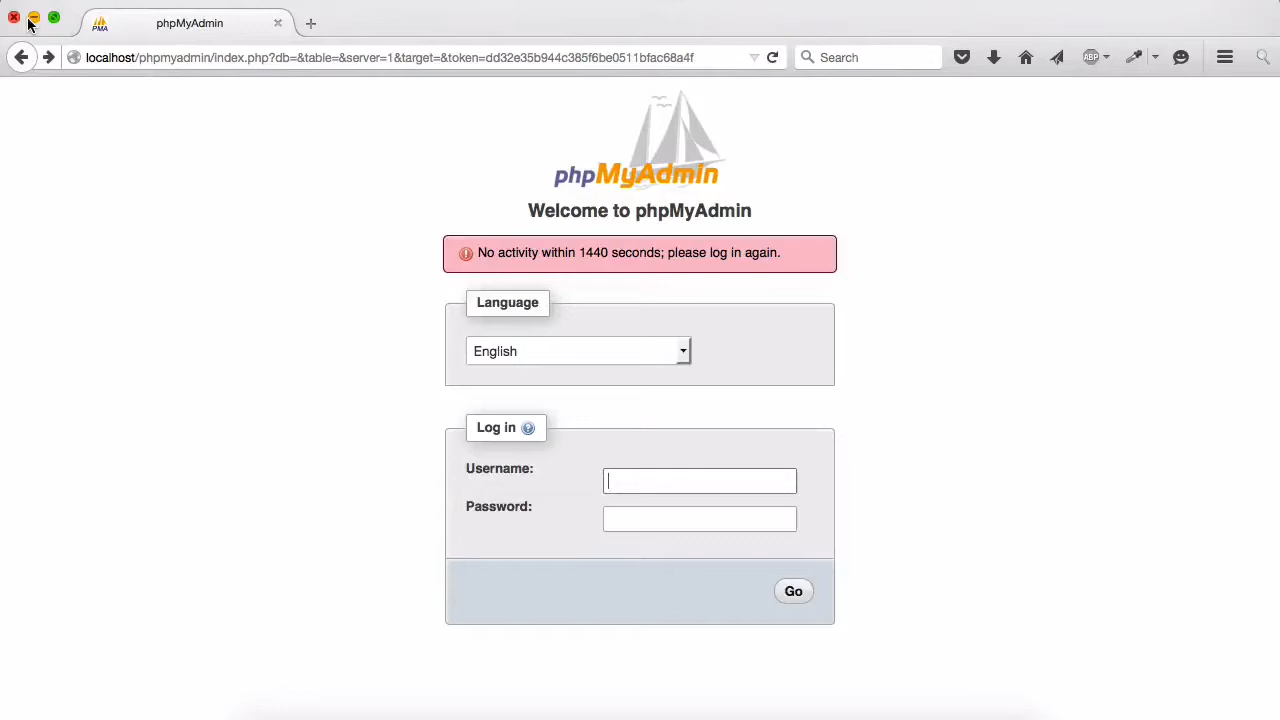 PMA phpMyAdmin
localhost/phpmyadmin/index.php?db=&table=&server=1&target=&token=dd32e35b944c385f6be0511bfac68a4f
Search
ABP
phpMyAdmin
Welcome to phpMyAdmin
No activity within 1440 seconds; please log in again.
Language
English
Log in
Username:
Password:
Go